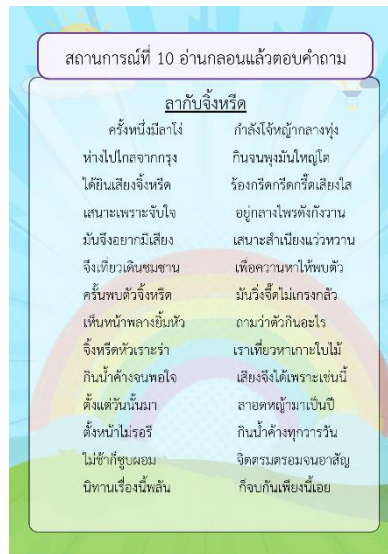 สถานการณ์ที่ 10 อ่านกลอนแล้วตอบคำถาม
ลากับจิ้งหรีด
ครั้งหนึ่งมีลาโง่ กำลังโจ้หญ้ากลางทุ่ง
ห่างไปไกลจากกรุง กินจนพุงมันใหญ่โต
ได้ยินเสียงจิ้งหรีด ร้องกรีดกรีดกรี๊ดเสียงใส
เสนาะเพราะจับใจ อยู่กลางไพรดังกังวาน
มันจึงอยากมีเสียง เสนาะสำเนียงแว่วหวาน
จึงเที่ยวเดินซมซาน เพื่อควานหาให้พบตัว
ครั้นพบตัวจิ้งหรีด มันวิ่งจี๊ดไม่เกรงกลัว
เห็นหน้าพลางยิ้มหัว ถามว่าตัวกินอะไร
จิ้งหรีดหัวเราะร่า เราเที่ยวหาเกาะใบไม้
กินน้ำค้างจนพอใจ เสียงจึงได้เพราะเช่นนี้
ตั้งแต่วันนั้นมา ลาอดหญ้ามาเป็นปี
ตั้งหน้าไม่รอรี กินน้ำค้างทุกวารวัน
ไม่ช้าก็ซูบผอม จิตตรมตรอมจนอาสัญ
นิทานเรื่องนี้พลัน ก็จบกันเพียงนี้เอย